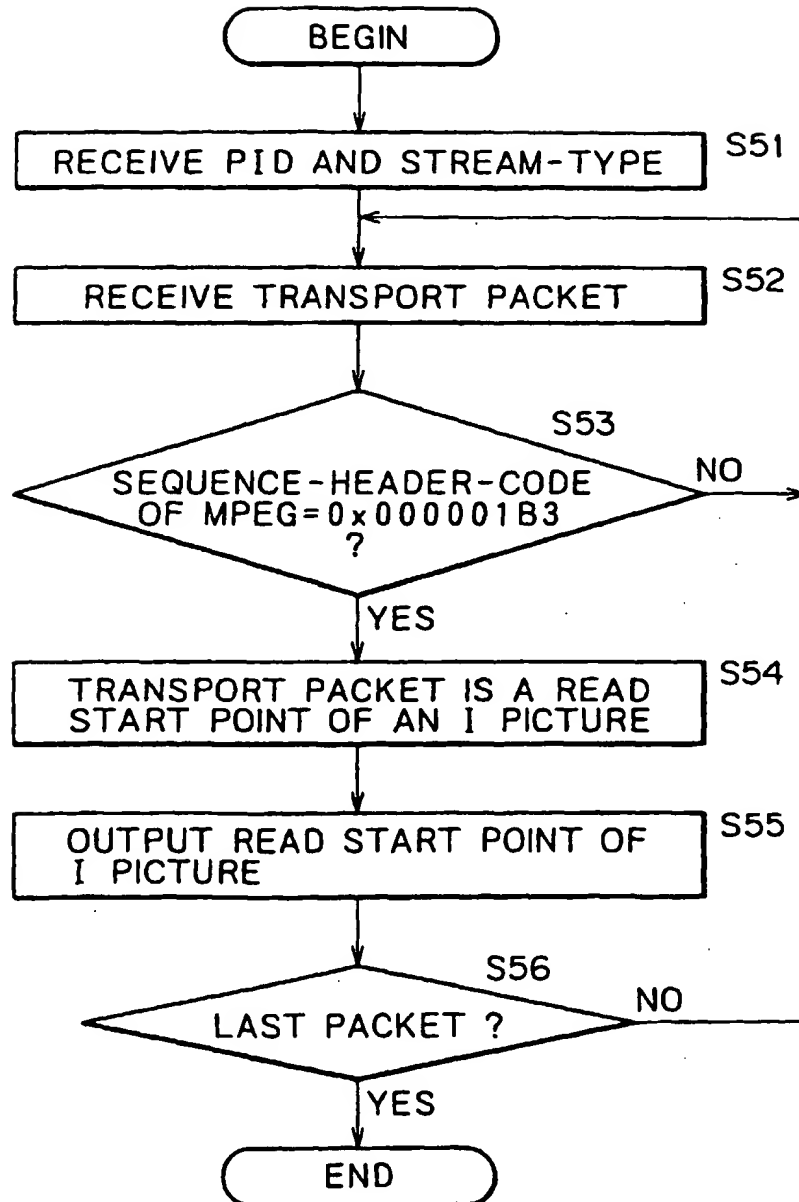 BEGIN
RECEIVE PID AND STREAM-TYPE
S51
RECEIVE TRANSPORT PACKET
S52
S53
SEQUENCE-HEADER-CODE
OF MPEG=0x000001B3
?
NO
YES
TRANSPORT PACKET IS A READ
START POINT OF AN I PICTURE
S54
OUTPUT READ START POINT OF
I PICTURE
S55
S56
LAST PACKET ?
NO
YES
END